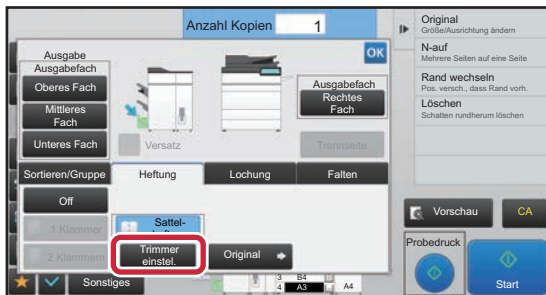 Anzahl Kopien 1
Ausgabe
Ausgabefach
Oberes Fach
Mittleres
Fach
Unteres Fach
Versatz
OK
Ausgabefach
Rechtes
Fach
Trennseite
Sortieren/Gruppe Heftung Lochung Falten
Off
1 Klammer
2 Klammern
Sattel-
Trimmer
einstel.
Original
Sonstiges
3 B4
4 A3
A4
Original
Größe/Ausrichtung ändern
N-auf
Mehrere Seiten auf eine Seite
Rand wechseln
Pos. versch., dass Rand vorh.
Löschen
Schatten rundherum löschen
Vorschau
CA
Probedruck
Start